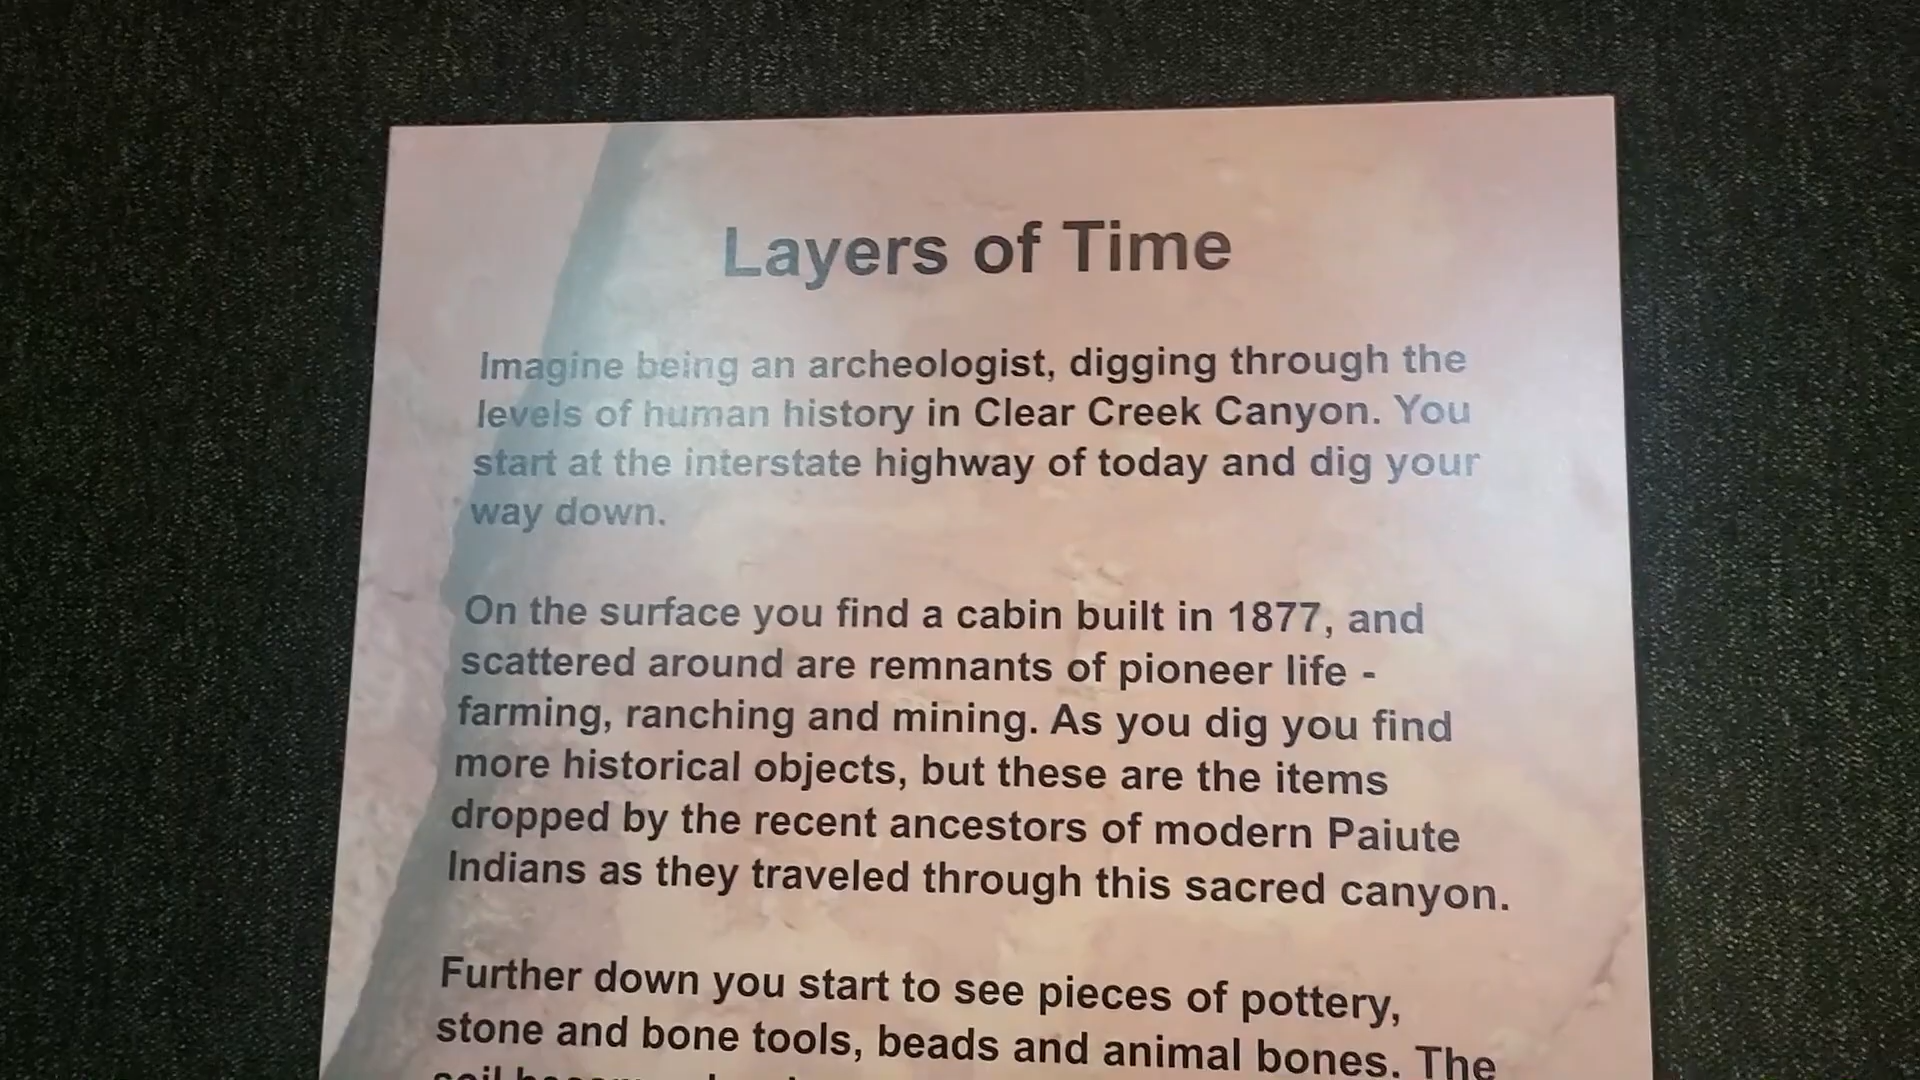 Layers of Time
Imagine being an archeologist, digging through the
levels of human history in Clear Creek Canyon. You
start at the interstate highway of today and dig your
way down.
On the surface you find a cabin built in 1877, and
scattered around are remnants of pioneer life -
farming, ranching and mining. As you dig you find
more historical objects, but these are the items
dropped by the recent ancestors of modern Paiute
Indians as they traveled through this sacred canyon.
Further down you start to see pieces of pottery,
stone and bone tools, beads and animal bones. The
soil